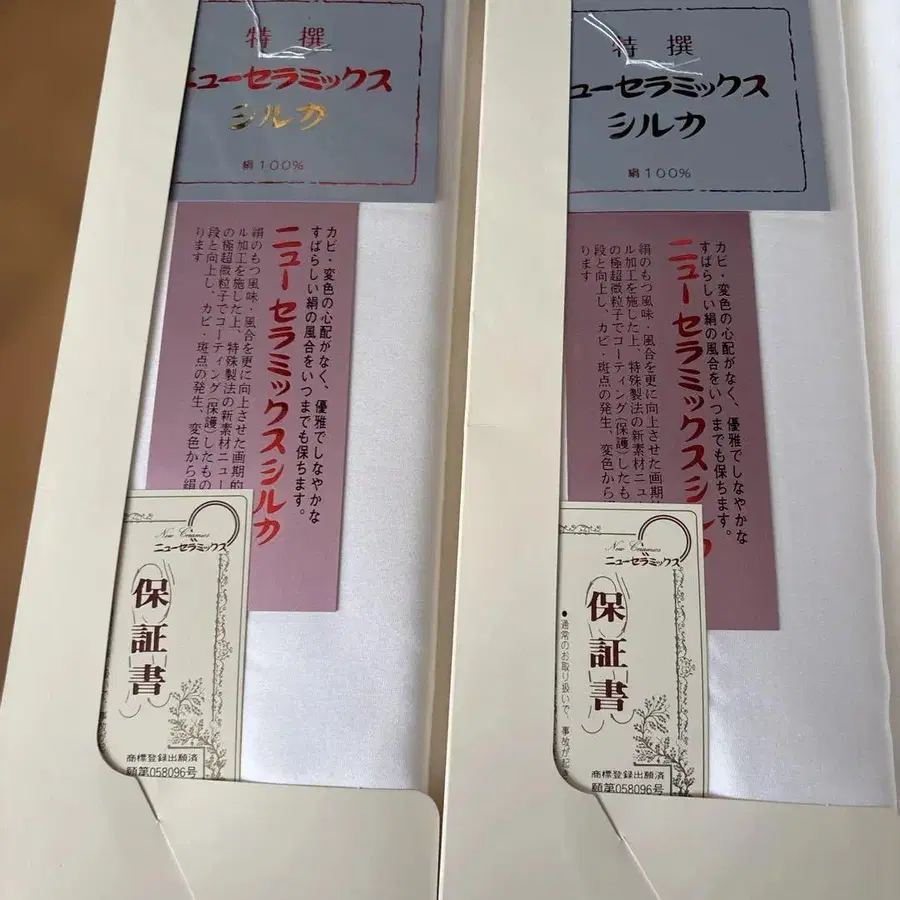 特撰
ニューセラミックス
シルカ
絹100%
カビ・変色の心配がなく、優雅でしなやかな
すばらしい絹の風合をいつまでも保ちます。
ニューセラミックスシルカ
絹のもつ風味・風合を更に向上させた画期的
ル加工を施した上、特殊製法の新素材ニュー
の極超微粒子でコーティング(保護)したもの
段と向上し、カビ・斑点の発生、変色から絹
ります
New Ceramics
ニューセラミックス
保証書
商標登録出願済
願第058096号
特撰
ューセラミックス
シルカ
絹100%
カビ・変色の心配がなく、優雅でしなやかな
すばらしい絹の風合をいつまでも保ちます。
ニューセラミックスシルカ
絹のもつ風味・風合を更に向上させた画期
ル加工を施した上、特殊製法の新素材ニュ
の極超微粒子でコーティング(保護)したも
段と向上し、カビ・斑点の発生、変色から
ります
New Ceramics
ニューセラミックス
保証書
●通常のお取り扱いで、事故が起き
商標登録出願済
願第058096号